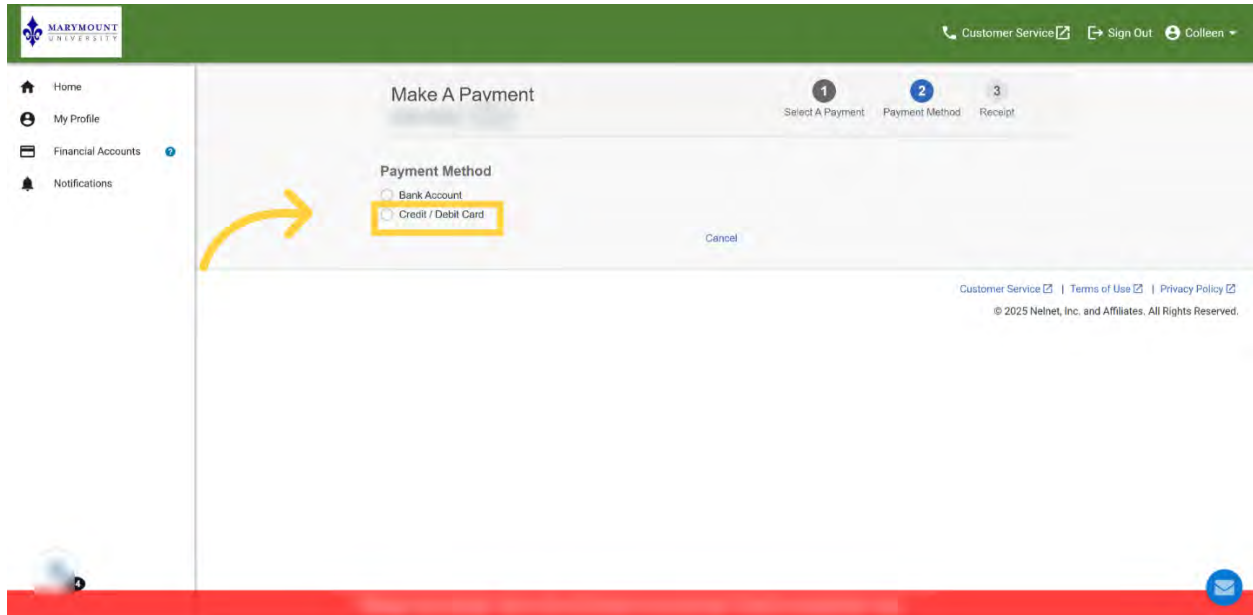 MARYMOUNT
UNIVERSITY
Customer Service
Sign Out
Colleen
Home
My Profile
Financial Accounts
?
Notifications
Make A Payment
1
2
3
Select A Payment
Payment Method
Receipt
Payment Method
Bank Account
Credit / Debit Card
Cancel
Customer Service | Terms of Use | Privacy Policy
© 2025 Nelnet, Inc. and Affiliates. All Rights Reserved.
4